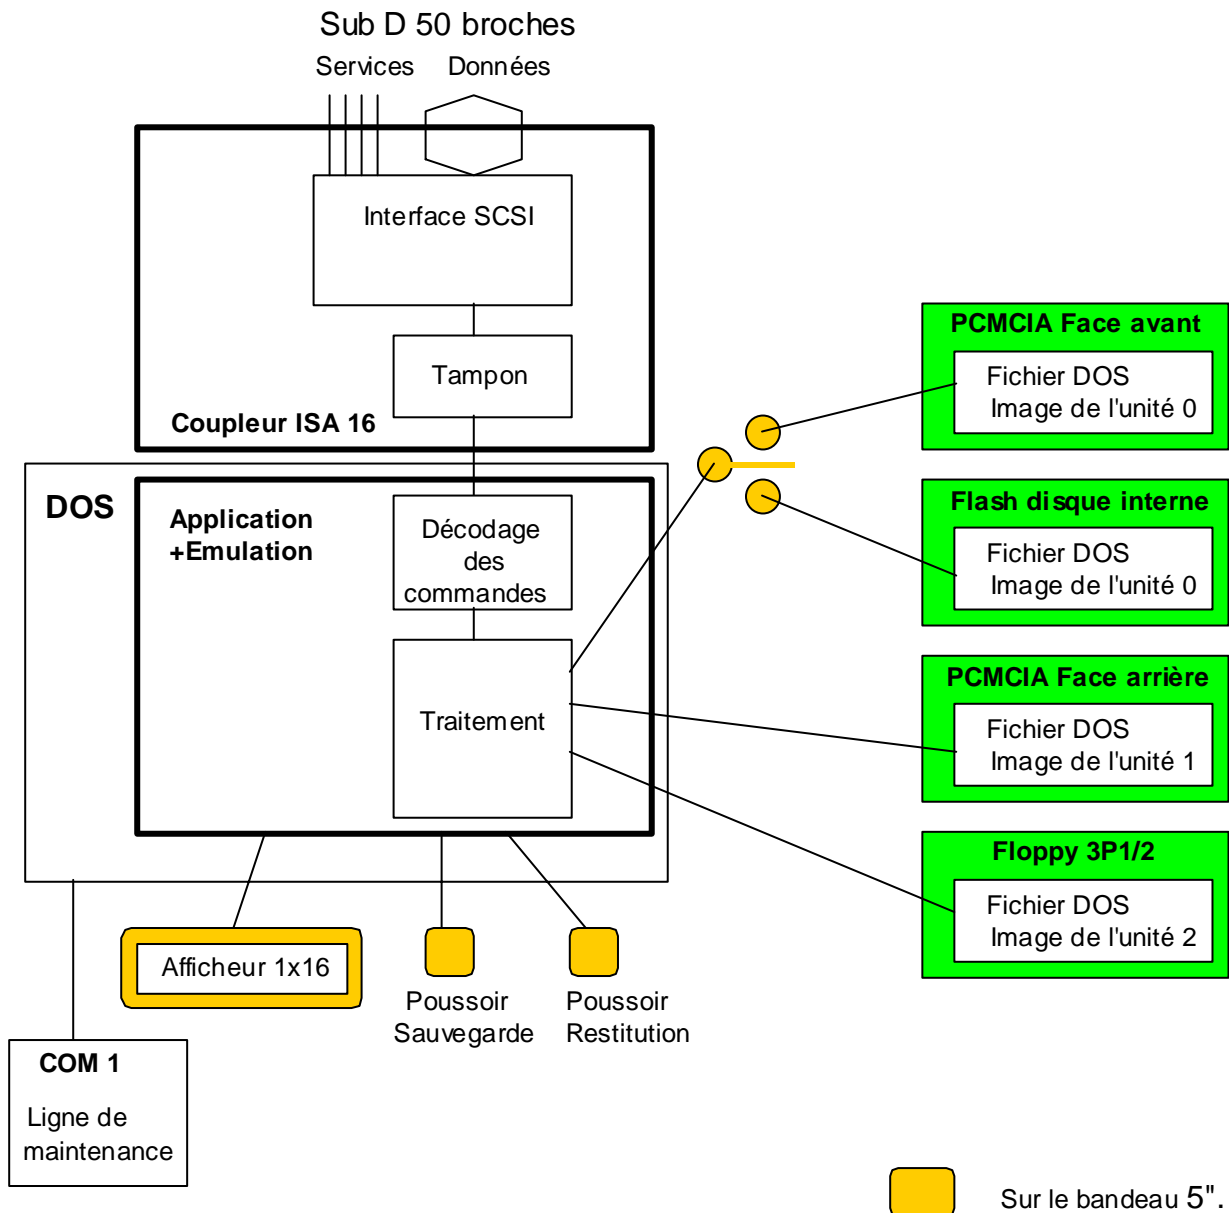 Sub D 50 broches
Services Données
Interface SCSI
Tampon
Coupleur ISA 16
DOS
Application
+Emulation
Décodage
des
commandes
Traitement
PCMCIA Face avant
Fichier DOS
Image de l'unité 0
Flash disque interne
Fichier DOS
Image de l'unité 0
PCMCIA Face arrière
Fichier DOS
Image de l'unité 1
Floppy 3P1/2
Fichier DOS
Image de l'unité 2
Afficheur 1x16
Poussoir
Sauvegarde
Poussoir
Restitution
COM 1
Ligne de
maintenance
Sur le bandeau 5".